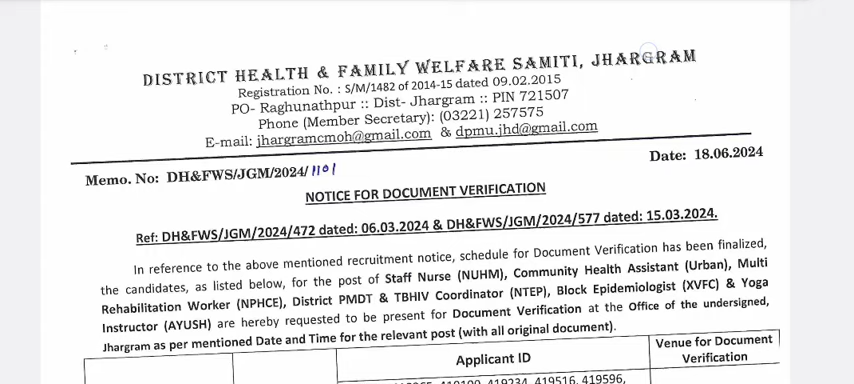 DISTRICT HEALTH & FAMILY WELFARE SAMITI, JHARGRAM
Registration No. : S/M/1482 of 2014-15 dated 09.02.2015
PO- Raghunathpur :: Dist- Jhargram :: PIN 721507
Phone (Member Secretary): (03221) 257575
E-mail: jhargramcmoh@gmail.com & dpmu.jhd@gmail.com
Memo. No: DH&FWS/JGM/2024/1101
Date: 18.06.2024
NOTICE FOR DOCUMENT VERIFICATION
Ref: DH&FWS/JGM/2024/472 dated: 06.03.2024 & DH&FWS/JGM/2024/577 dated: 15.03.2024.
In reference to the above mentioned recruitment notice, schedule for Document Verification has been finalized,
the candidates, as listed below, for the post of Staff Nurse (NUHM), Community Health Assistant (Urban), Multi
Rehabilitation Worker (NPHCE), District PMDT & TBHIV Coordinator (NTEP), Block Epidemiologist (XVFC) & Yoga
Instructor (AYUSH) are hereby requested to be present for Document Verification at the Office of the undersigned,
Jhargram as per mentioned Date and Time for the relevant post (with all original document).
Applicant ID
Venue for Document
Verification
419234, 419516, 419596,